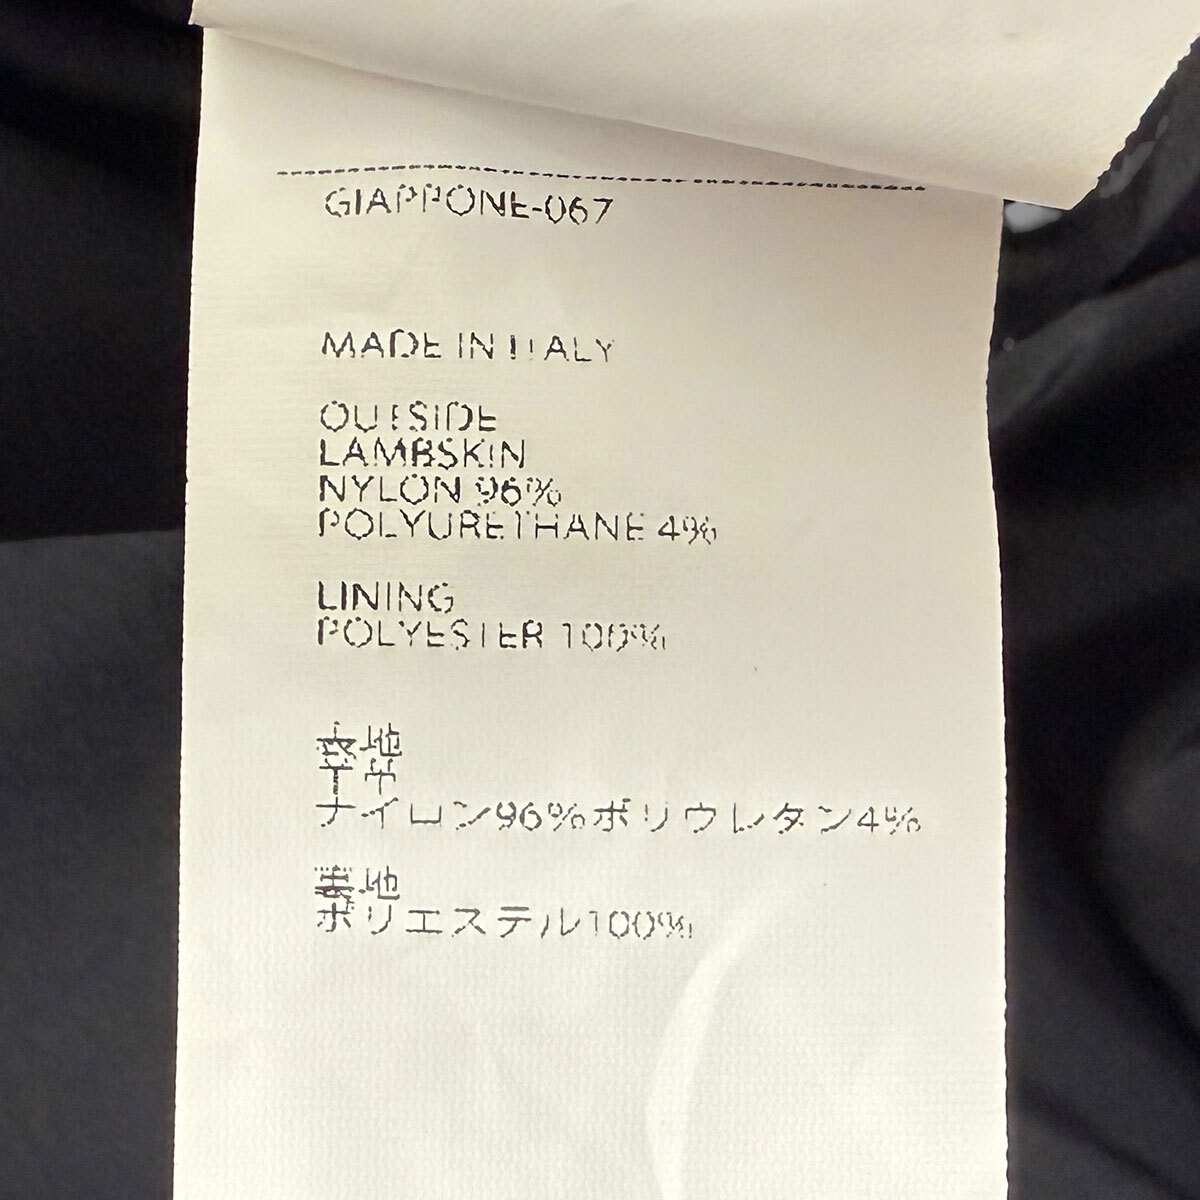 GIAPPONE-067
MADE IN ITALY
OUTSIDE
LAMBSKIN
NYLON 96%
POLYURETHANE 4%
LINING
POLYESTER 100%
表地
羊革
ナイロン96%ポリウレタン4%
裏地
ポリエステル100%